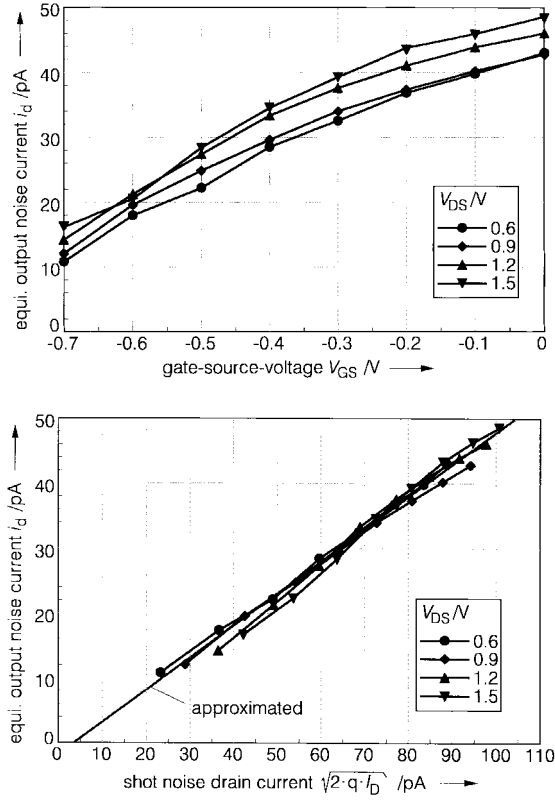 50
40
30
20
10
0
equi. output noise current i_d /pA
V_DS/V
0.6
0.9
1.2
1.5
-0.7 -0.6 -0.5 -0.4 -0.3 -0.2 -0.1 0
gate-source-voltage V_GS /V
50
40
30
20
10
0
equi. output noise current i_d /pA
V_DS/V
0.6
0.9
1.2
1.5
approximated
0 10 25 30 45 50 60 70 80 90 100 110
shot noise drain current √2·q·I_D /pA